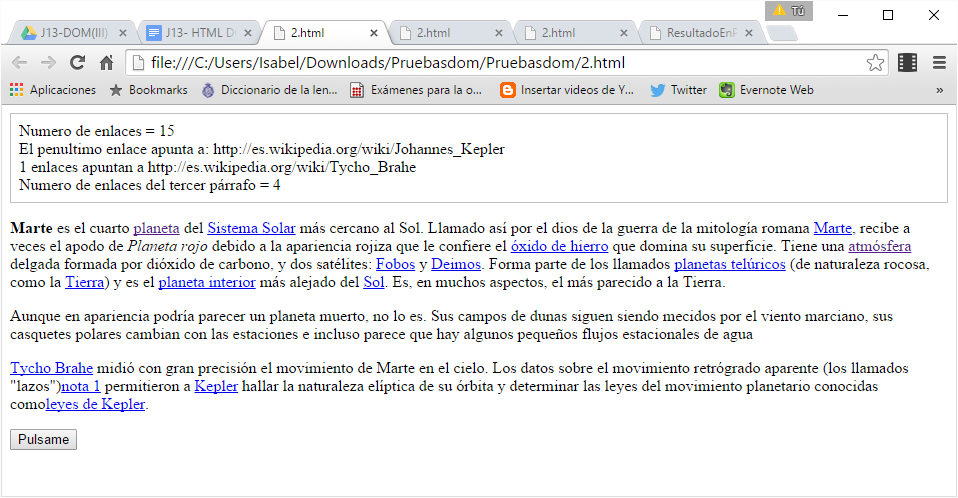 Tú
J13-DOM(III)
J13- HTML D
2.html
2.html
2.html
ResultadoEnP
file:///C:/Users/Isabel/Downloads/Pruebasdom/Pruebasdom/2.html
Aplicaciones
Bookmarks
Diccionario de la len...
Exámenes para la o...
Insertar videos de Y...
Twitter
Evernote Web
»
Numero de enlaces = 15
El penultimo enlace apunta a: http://es.wikipedia.org/wiki/Johannes_Kepler
1 enlaces apuntan a http://es.wikipedia.org/wiki/Tycho_Brahe
Numero de enlaces del tercer párrafo = 4
Marte es el cuarto planeta del Sistema Solar más cercano al Sol. Llamado así por el dios de la guerra de la mitología romana Marte, recibe a
veces el apodo de Planeta rojo debido a la apariencia rojiza que le confiere el óxido de hierro que domina su superficie. Tiene una atmósfera
delgada formada por dióxido de carbono, y dos satélites: Fobos y Deimos. Forma parte de los llamados planetas telúricos (de naturaleza rocosa,
como la Tierra) y es el planeta interior más alejado del Sol. Es, en muchos aspectos, el más parecido a la Tierra.
Aunque en apariencia podría parecer un planeta muerto, no lo es. Sus campos de dunas siguen siendo mecidos por el viento marciano, sus
casquetes polares cambian con las estaciones e incluso parece que hay algunos pequeños flujos estacionales de agua
Tycho Brahe midió con gran precisión el movimiento de Marte en el cielo. Los datos sobre el movimiento retrógrado aparente (los llamados
"lazos")nota 1 permitieron a Kepler hallar la naturaleza elíptica de su órbita y determinar las leyes del movimiento planetario conocidas
comoleyes de Kepler.
Pulsame